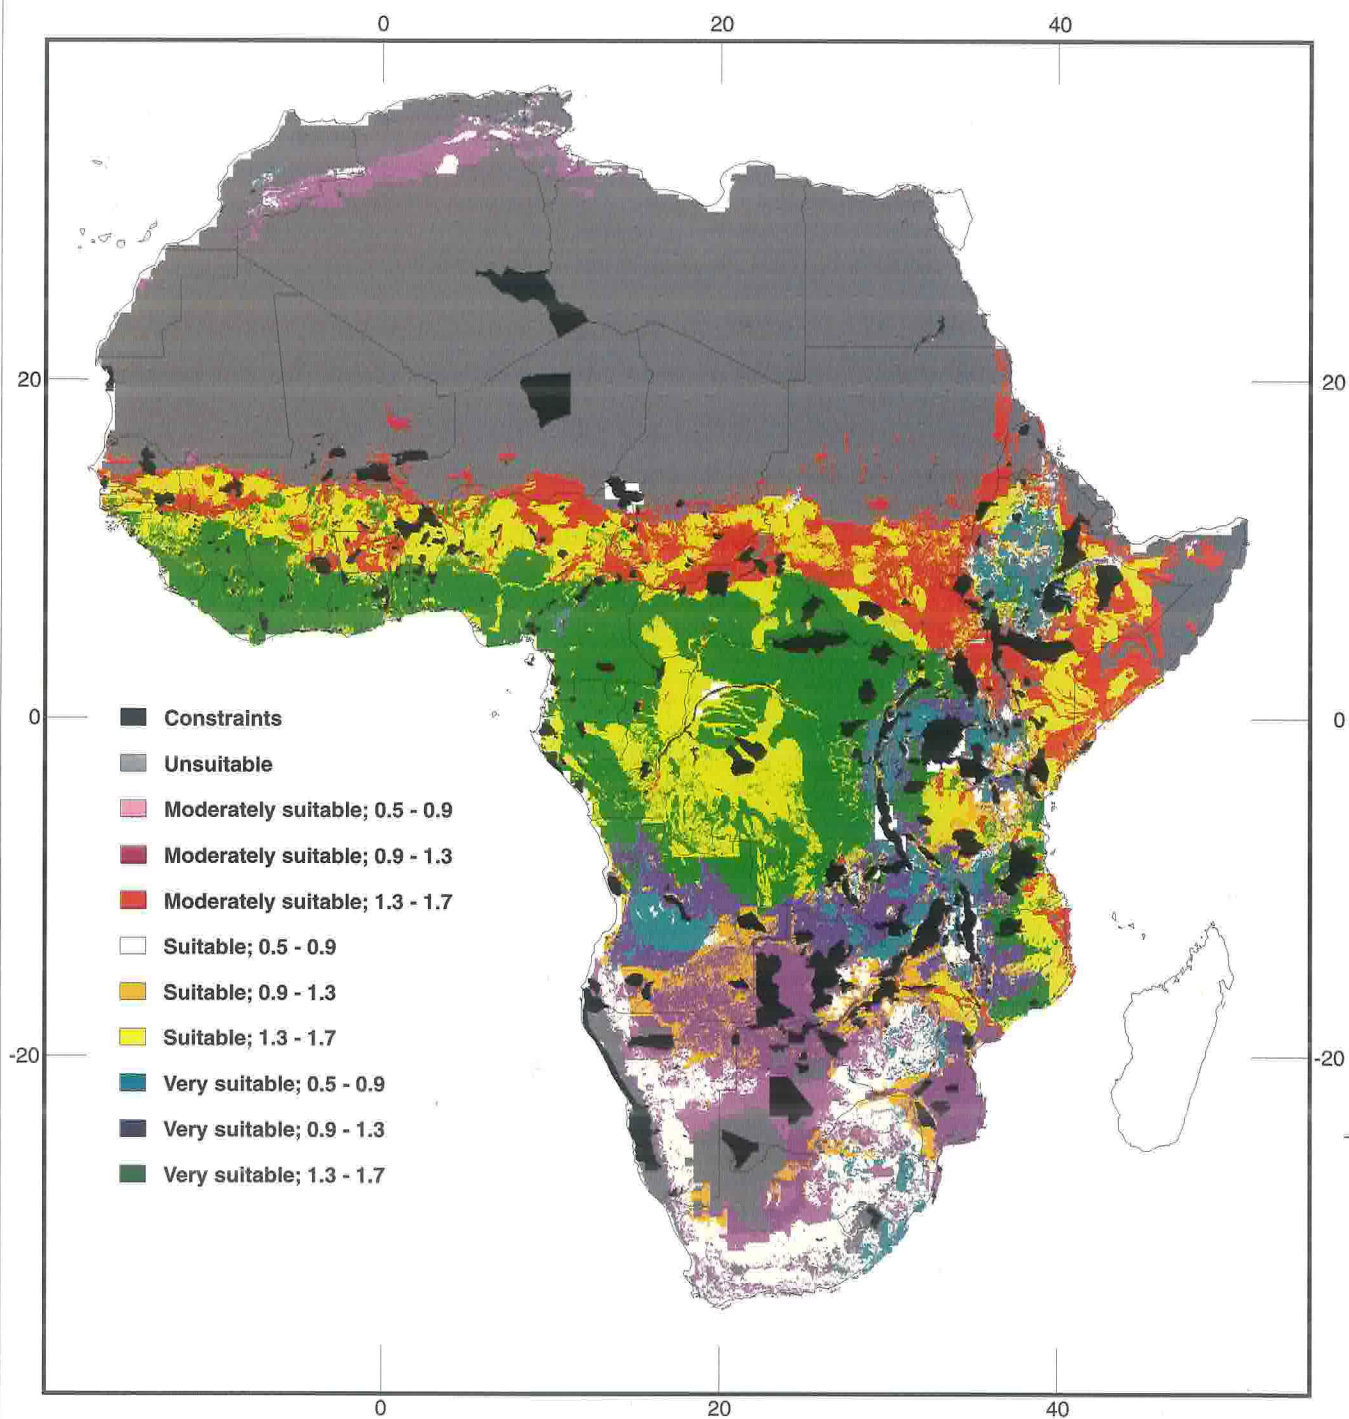 0 20 40
20 20
0 0
Constraints
Unsuitable
Moderately suitable; 0.5 - 0.9
Moderately suitable; 0.9 - 1.3
Moderately suitable; 1.3 - 1.7
Suitable; 0.5 - 0.9
Suitable; 0.9 - 1.3
Suitable; 1.3 - 1.7
-20 -20
Very suitable; 0.5 - 0.9
Very suitable; 0.9 - 1.3
Very suitable; 1.3 - 1.7
0 20 40